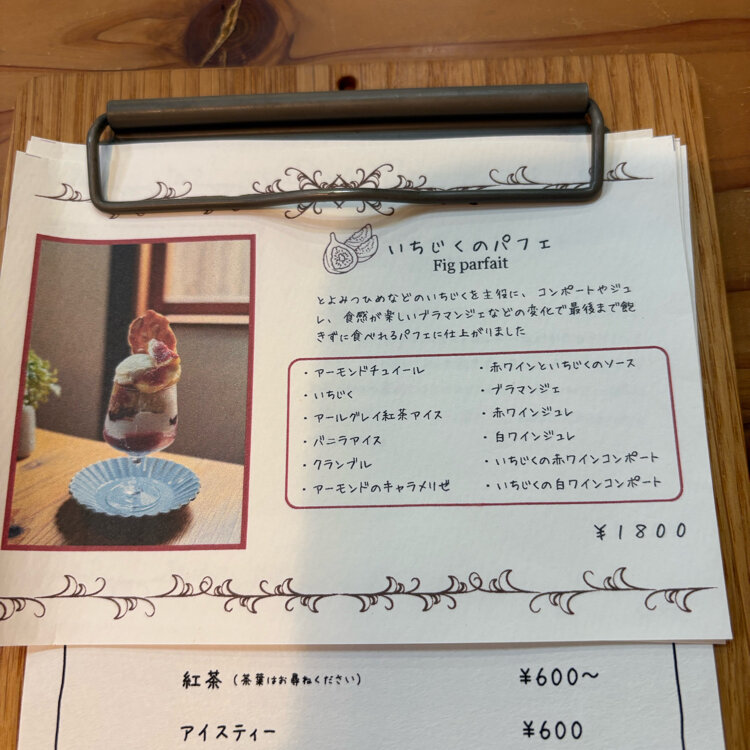 いちじくのパフェ
Fig parfait
とよみつひめなどのいちじくを主役に、コンポートやジュ
レ、食感が楽しいブラマンジェなどの変化で最後まで飽
きずに食べれるパフェに仕上がりました
・アーモンドチュイール
・いちじく
・アールグレイ紅茶アイス
・バニラアイス
・クランブル
・アーモンドのキャラメリゼ
・赤ワインといちじくのソース
・ブラマンジェ
・赤ワインジュレ
・白ワインジュレ
・いちじくの赤ワインコンポート
・いちじくの白ワインコンポート
¥1800
紅茶（茶葉はお尋ねください） ¥600〜
アイスティー ¥600